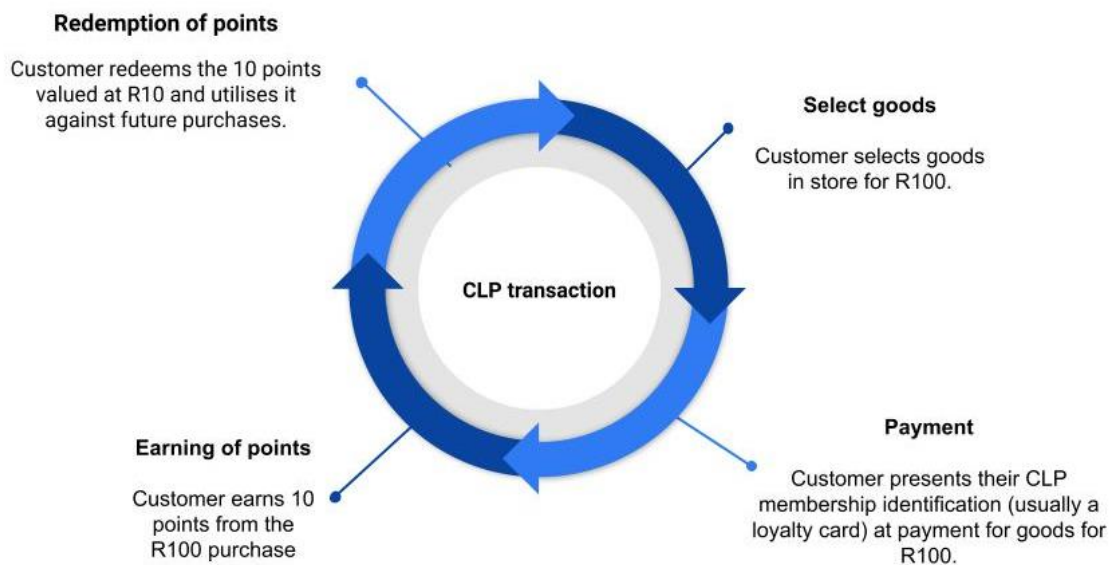 Redemption of points
Customer redeems the 10 points
valued at R10 and utilises it
against future purchases.
Select goods
Customer selects goods
in store for R100.
CLP transaction
Payment
Customer presents their CLP
membership identification (usually a
loyalty card) at payment for goods for
R100.
Earning of points
Customer earns 10
points from the
R100 purchase